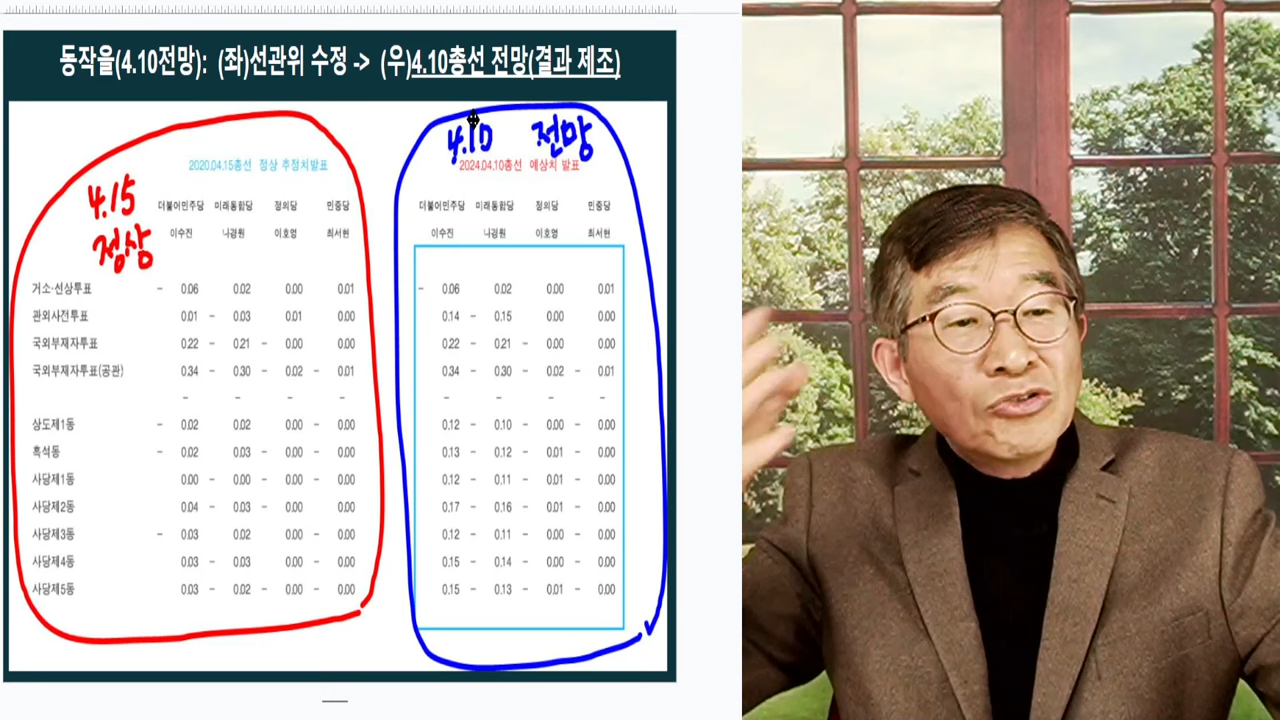 동작을(4.10전망): (좌)선관위 수정 -> (우)4.10총선 전망(결과 제조)
4.15
정상
2020.04.15총선 정상 추정치발표
더불어민주당 미래통합당 정의당 민중당
이수진 나경원 이호영 최서현
거소·선상투표 - 0.06 0.02 0.00 0.01
관외사전투표 0.01 - 0.03 0.01 0.00
국외부재자투표 0.22 - 0.21 - 0.00 0.00
국외부재자투표(공관) 0.34 - 0.30 - 0.02 - 0.01
- - - -
상도제1동 - 0.02 0.02 - 0.00 0.00
흑석동 - 0.02 0.03 - 0.00 0.00
사당제1동 0.00 - 0.00 - 0.00 0.00
사당제2동 0.04 - 0.03 - 0.00 0.00
사당제3동 - 0.03 0.02 - 0.00 0.00
사당제4동 0.03 - 0.03 - 0.00 0.00
사당제5동 0.03 - 0.02 - 0.00 0.00
4.10 전망
2024.04.10총선 예상치 발표
더불어민주당 미래통합당 정의당 민중당
이수진 나경원 이호영 최서현
- 0.06 0.02 0.00 0.01
0.14 - 0.15 0.00 0.00
0.22 - 0.21 - 0.00 0.00
0.34 - 0.30 - 0.02 - 0.01
- - - -
0.12 - 0.10 - 0.00 0.00
0.13 - 0.12 - 0.01 0.00
0.12 - 0.11 - 0.01 0.00
0.17 - 0.16 - 0.01 - 0.00
0.12 - 0.11 - 0.00 - 0.00
0.15 - 0.14 - 0.00 - 0.00
0.15 - 0.13 - 0.01 - 0.00